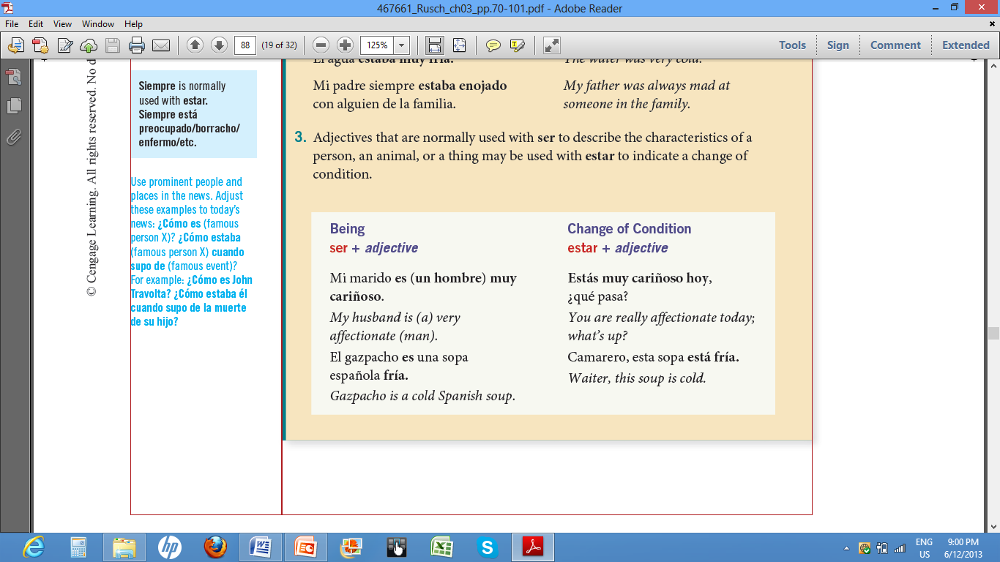 467661_Rusch_ch03_pp.70-101.pdf - Adobe Reader
File Edit View Window Help
88 (19 of 32) 125% Tools Sign Comment Extended
© Cengage Learning. All rights reserved. No d
Siempre is normally
used with estar.
Siempre está
preocupado/borracho/
enfermo/etc.
Use prominent people and
places in the news. Adjust
these examples to today's
news: ¿Cómo es (famous
person X)? ¿Cómo estaba
(famous person X) cuando
supo de (famous event)?
For example: ¿Cómo es John
Travolta? ¿Cómo estaba él
cuando supo de la muerte
de su hijo?
El agua estaba muy fría. The water was very cold.
Mi padre siempre estaba enojado
con alguien de la familia.
My father was always mad at
someone in the family.
3. Adjectives that are normally used with ser to describe the characteristics of a
person, an animal, or a thing may be used with estar to indicate a change of
condition.
Being
ser + adjective
Mi marido es (un hombre) muy
cariñoso.
My husband is (a) very
affectionate (man).
El gazpacho es una sopa
española fría.
Gazpacho is a cold Spanish soup.
Change of Condition
estar + adjective
Estás muy cariñoso hoy,
¿qué pasa?
You are really affectionate today;
what's up?
Camarero, esta sopa está fría.
Waiter, this soup is cold.
ENG 9:00 PM
US 6/12/2013